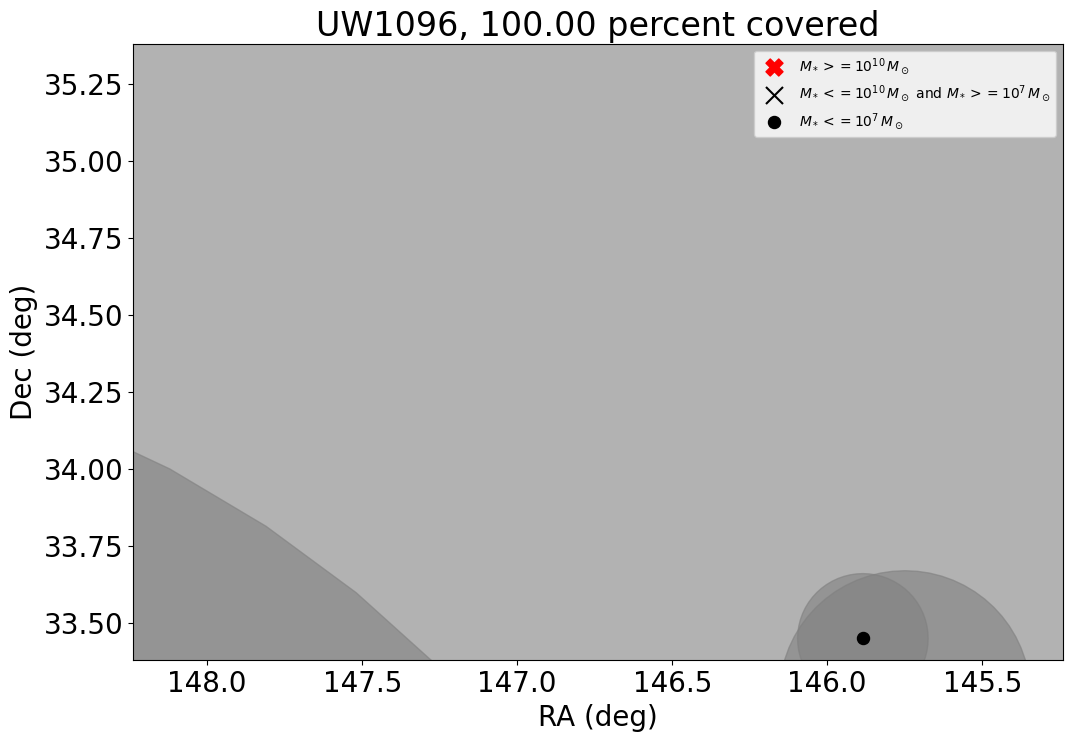 UW1096, 100.00 percent covered
M* >= 10^10 M⊙
M* <= 10^10 M⊙ and M* >= 10^7 M⊙
M* <= 10^7 M⊙
35.25
35.00
34.75
34.50
34.25
34.00
33.75
33.50
Dec (deg)
148.0 147.5 147.0 146.5 146.0 145.5
RA (deg)